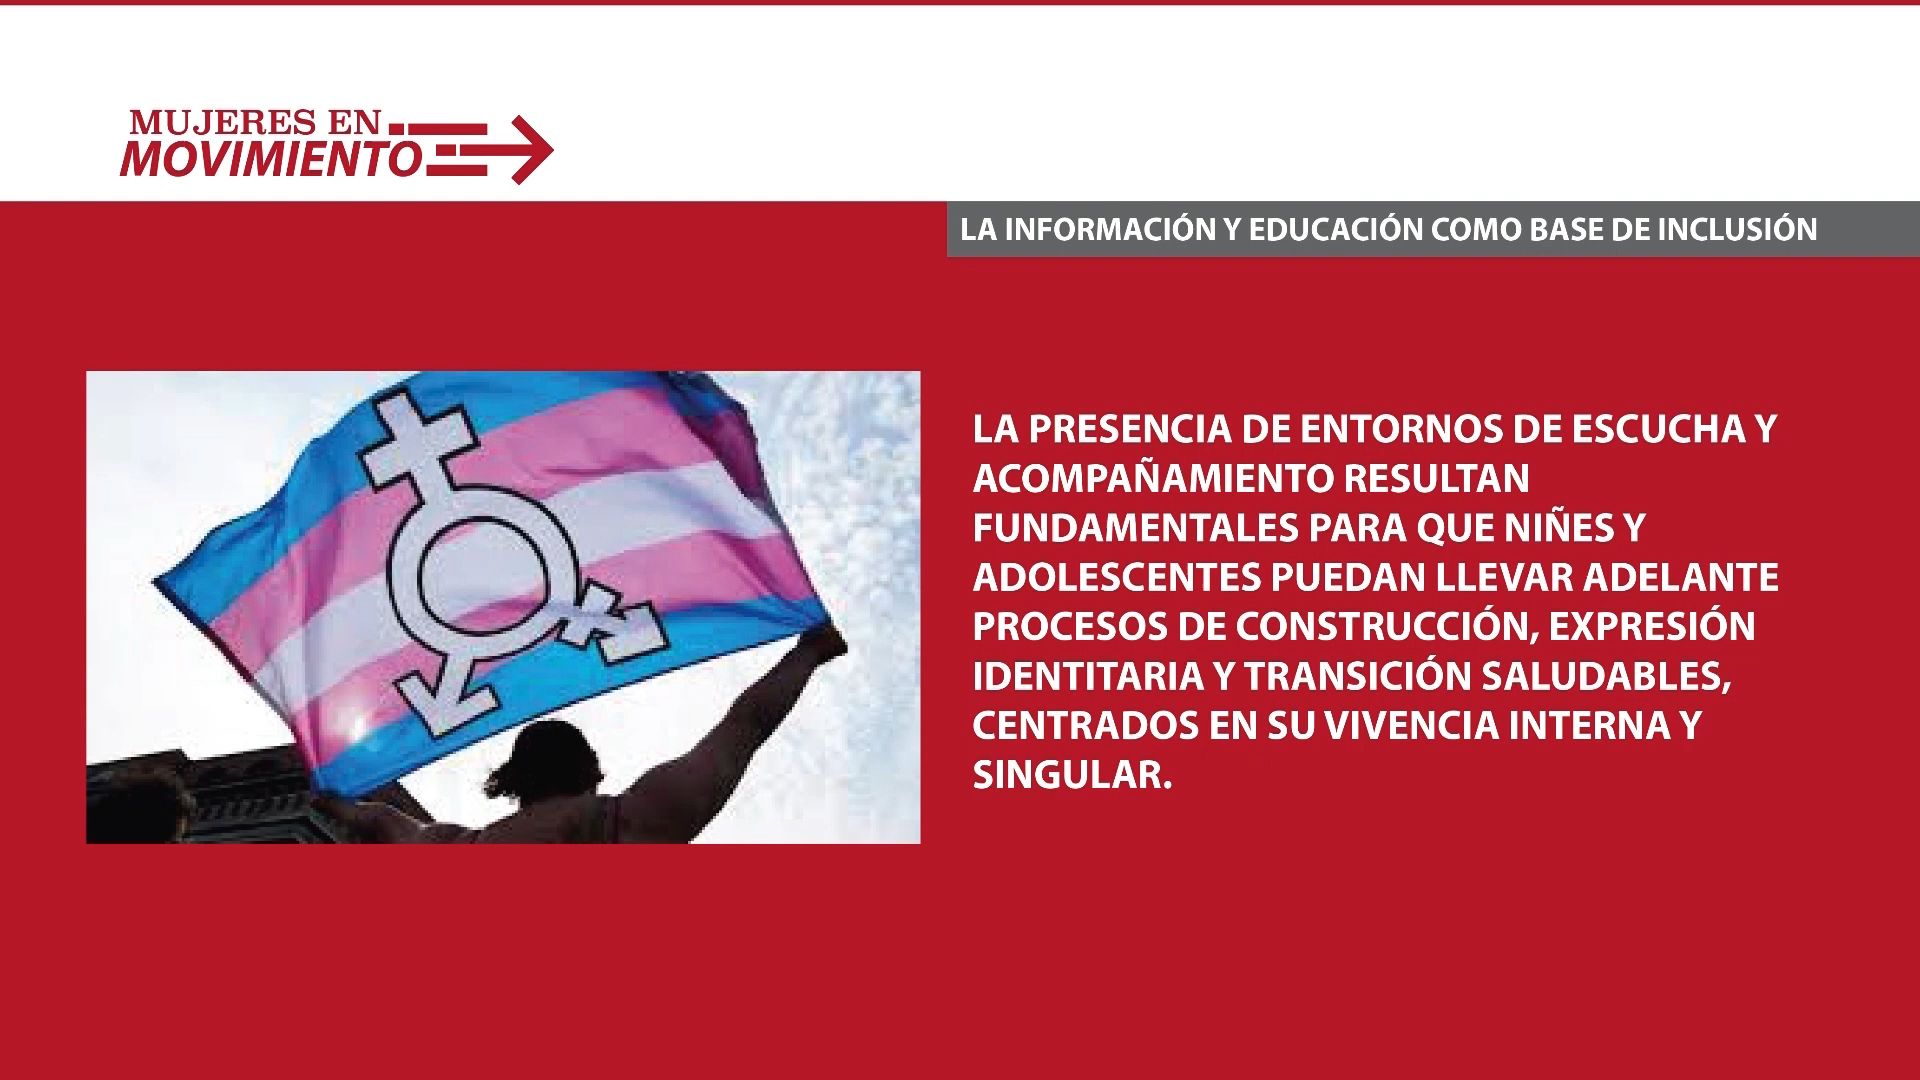 MUJERES EN
MOVIMIENTO
LA INFORMACIÓN Y EDUCACIÓN COMO BASE DE INCLUSIÓN
LA PRESENCIA DE ENTORNOS DE ESCUCHA Y
ACOMPAÑAMIENTO RESULTAN
FUNDAMENTALES PARA QUE NIÑES Y
ADOLESCENTES PUEDAN LLEVAR ADELANTE
PROCESOS DE CONSTRUCCIÓN, EXPRESIÓN
IDENTITARIA Y TRANSICIÓN SALUDABLES,
CENTRADOS EN SU VIVENCIA INTERNA Y
SINGULAR.